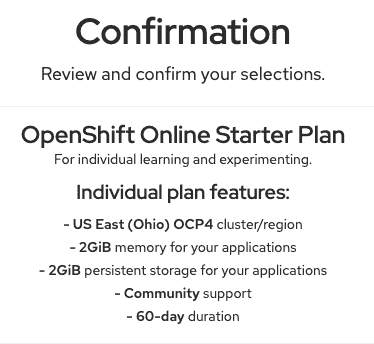 Confirmation
Review and confirm your selections.
OpenShift Online Starter Plan
For individual learning and experimenting.
Individual plan features:
- US East (Ohio) OCP4 cluster/region
- 2GiB memory for your applications
- 2GiB persistent storage for your applications
- Community support
- 60-day duration